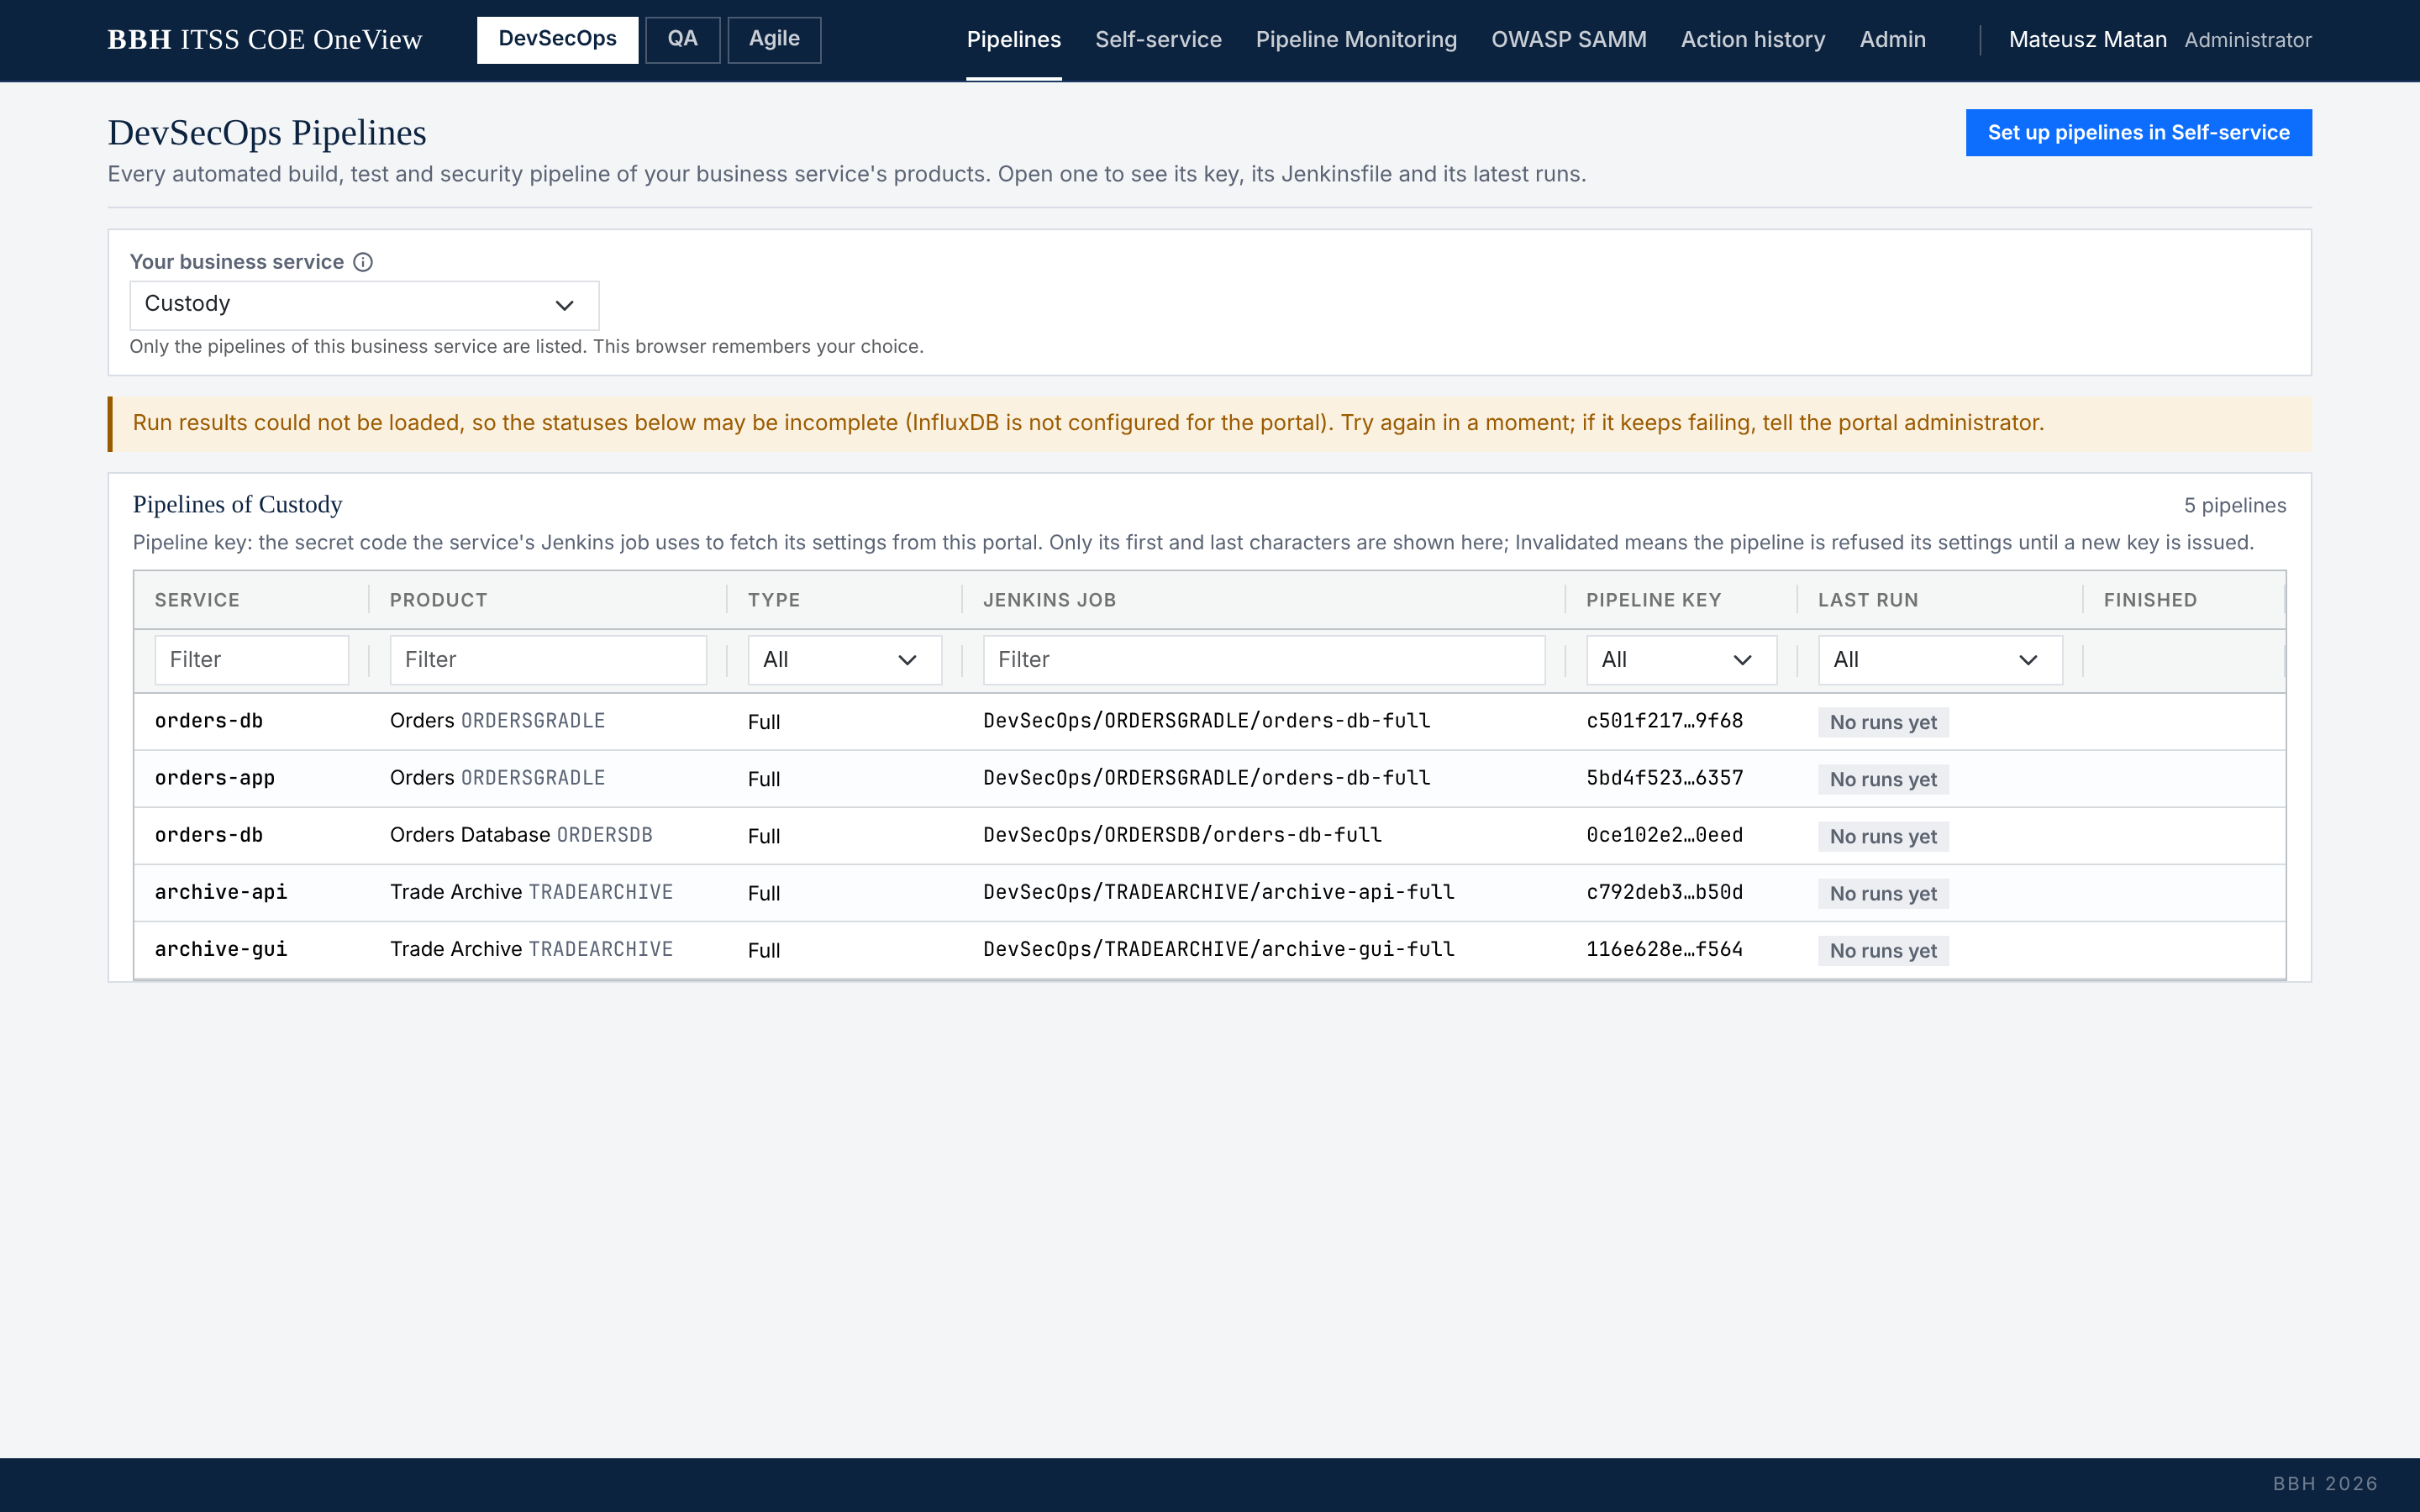 BBH ITSS COE OneView DevSecOps QA Agile Pipelines Self-service Pipeline Monitoring OWASP SAMM Action history Admin Mateusz Matan Administrator
DevSecOps Pipelines
Set up pipelines in Self-service
Every automated build, test and security pipeline of your business service's products. Open one to see its key, its Jenkinsfile and its latest runs.
Your business service
Custody
Only the pipelines of this business service are listed. This browser remembers your choice.
Run results could not be loaded, so the statuses below may be incomplete (InfluxDB is not configured for the portal). Try again in a moment; if it keeps failing, tell the portal administrator.
Pipelines of Custody 5 pipelines
Pipeline key: the secret code the service's Jenkins job uses to fetch its settings from this portal. Only its first and last characters are shown here; Invalidated means the pipeline is refused its settings until a new key is issued.
SERVICE PRODUCT TYPE JENKINS JOB PIPELINE KEY LAST RUN FINISHED
Filter Filter All Filter All All
orders-db Orders ORDERSGRADLE Full DevSecOps/ORDERSGRADLE/orders-db-full c501f217…9f68 No runs yet
orders-app Orders ORDERSGRADLE Full DevSecOps/ORDERSGRADLE/orders-db-full 5bd4f523…6357 No runs yet
orders-db Orders Database ORDERSDB Full DevSecOps/ORDERSDB/orders-db-full 0ce102e2…0eed No runs yet
archive-api Trade Archive TRADEARCHIVE Full DevSecOps/TRADEARCHIVE/archive-api-full c792deb3…b50d No runs yet
archive-gui Trade Archive TRADEARCHIVE Full DevSecOps/TRADEARCHIVE/archive-gui-full 116e628e…f564 No runs yet
BBH 2026